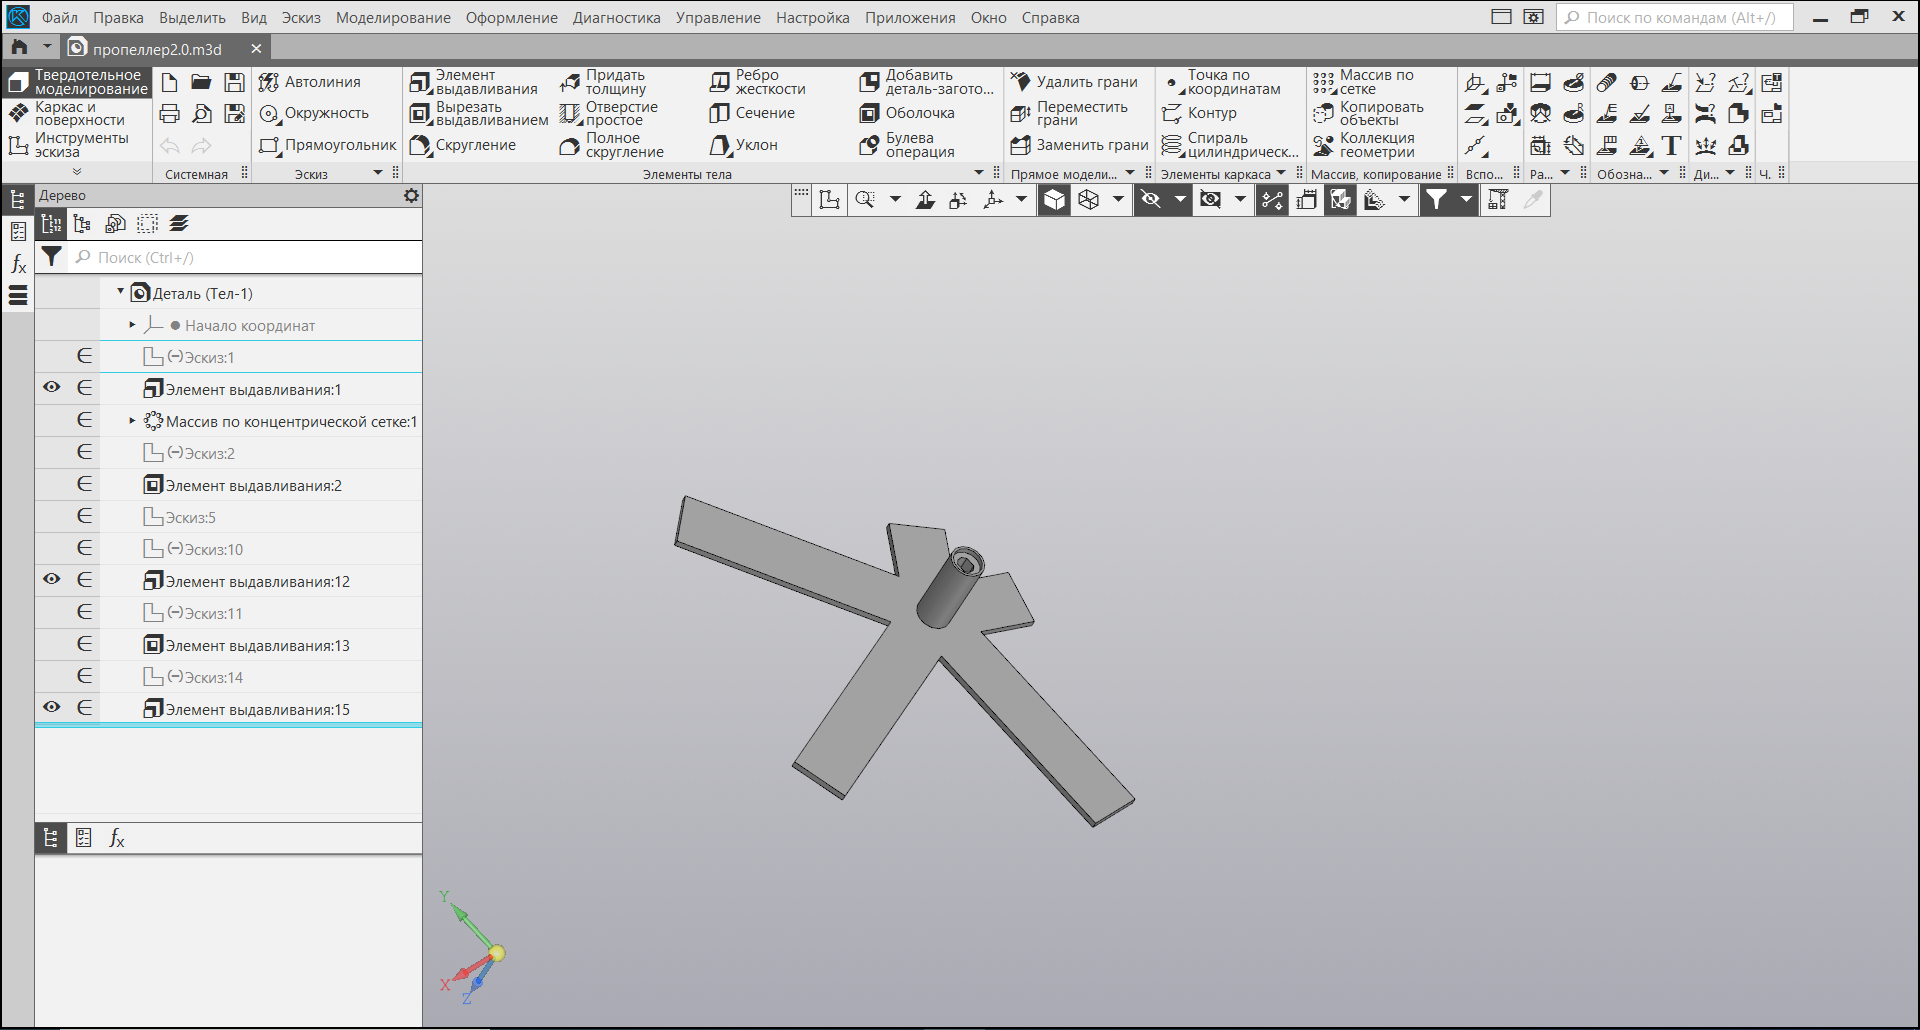 Файл Правка Выделить Вид Эскиз Моделирование Оформление Диагностика Управление Настройка Приложения Окно Справка Поиск по командам (Alt+/)
пропеллер2.0.m3d
Твердотельное моделирование
Каркас и поверхности
Инструменты эскиза
Системная
Автолиния
Окружность
Прямоугольник
Эскиз
Элемент выдавливания
Вырезать выдавливанием
Скругление
Придать толщину
Отверстие простое
Полное скругление
Ребро жесткости
Сечение
Уклон
Добавить деталь-загото...
Оболочка
Булева операция
Элементы тела
Удалить грани
Переместить грани
Заменить грани
Прямое модели...
Точка по координатам
Контур
Спираль цилиндрическ...
Элементы каркаса
Массив по сетке
Копировать объекты
Коллекция геометрии
Массив, копирование
Вспо...
Ра...
Обозна...
Ди...
Ч.
Дерево
Поиск (Ctrl+/)
Деталь (Тел-1)
Начало координат
(−)Эскиз:1
Элемент выдавливания:1
Массив по концентрической сетке:1
(−)Эскиз:2
Элемент выдавливания:2
Эскиз:5
(−)Эскиз:10
Элемент выдавливания:12
(−)Эскиз:11
Элемент выдавливания:13
(−)Эскиз:14
Элемент выдавливания:15
Y
X
Z